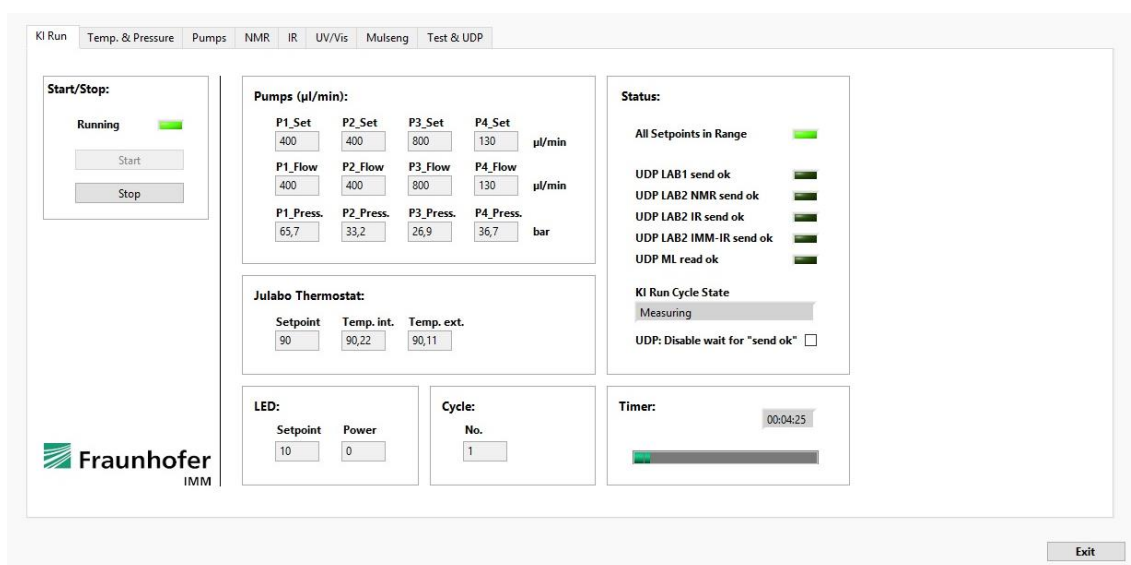 KI Run Temp. & Pressure Pumps NMR IR UV/Vis Mulseng Test & UDP
Start/Stop:
Running
Start
Stop
Pumps (µl/min):
P1_Set P2_Set P3_Set P4_Set
400 400 800 130 µl/min
P1_Flow P2_Flow P3_Flow P4_Flow
400 400 800 130 µl/min
P1_Press. P2_Press. P3_Press. P4_Press.
65,7 33,2 26,9 36,7 bar
Julabo Thermostat:
Setpoint Temp. int. Temp. ext.
90 90,22 90,11
LED:
Setpoint Power
10 0
Cycle:
No.
1
Status:
All Setpoints in Range
UDP LAB1 send ok
UDP LAB2 NMR send ok
UDP LAB2 IR send ok
UDP LAB2 IMM-IR send ok
UDP ML read ok
KI Run Cycle State
Measuring
UDP: Disable wait for "send ok"
Timer:
00:04:25
Fraunhofer
IMM
Exit